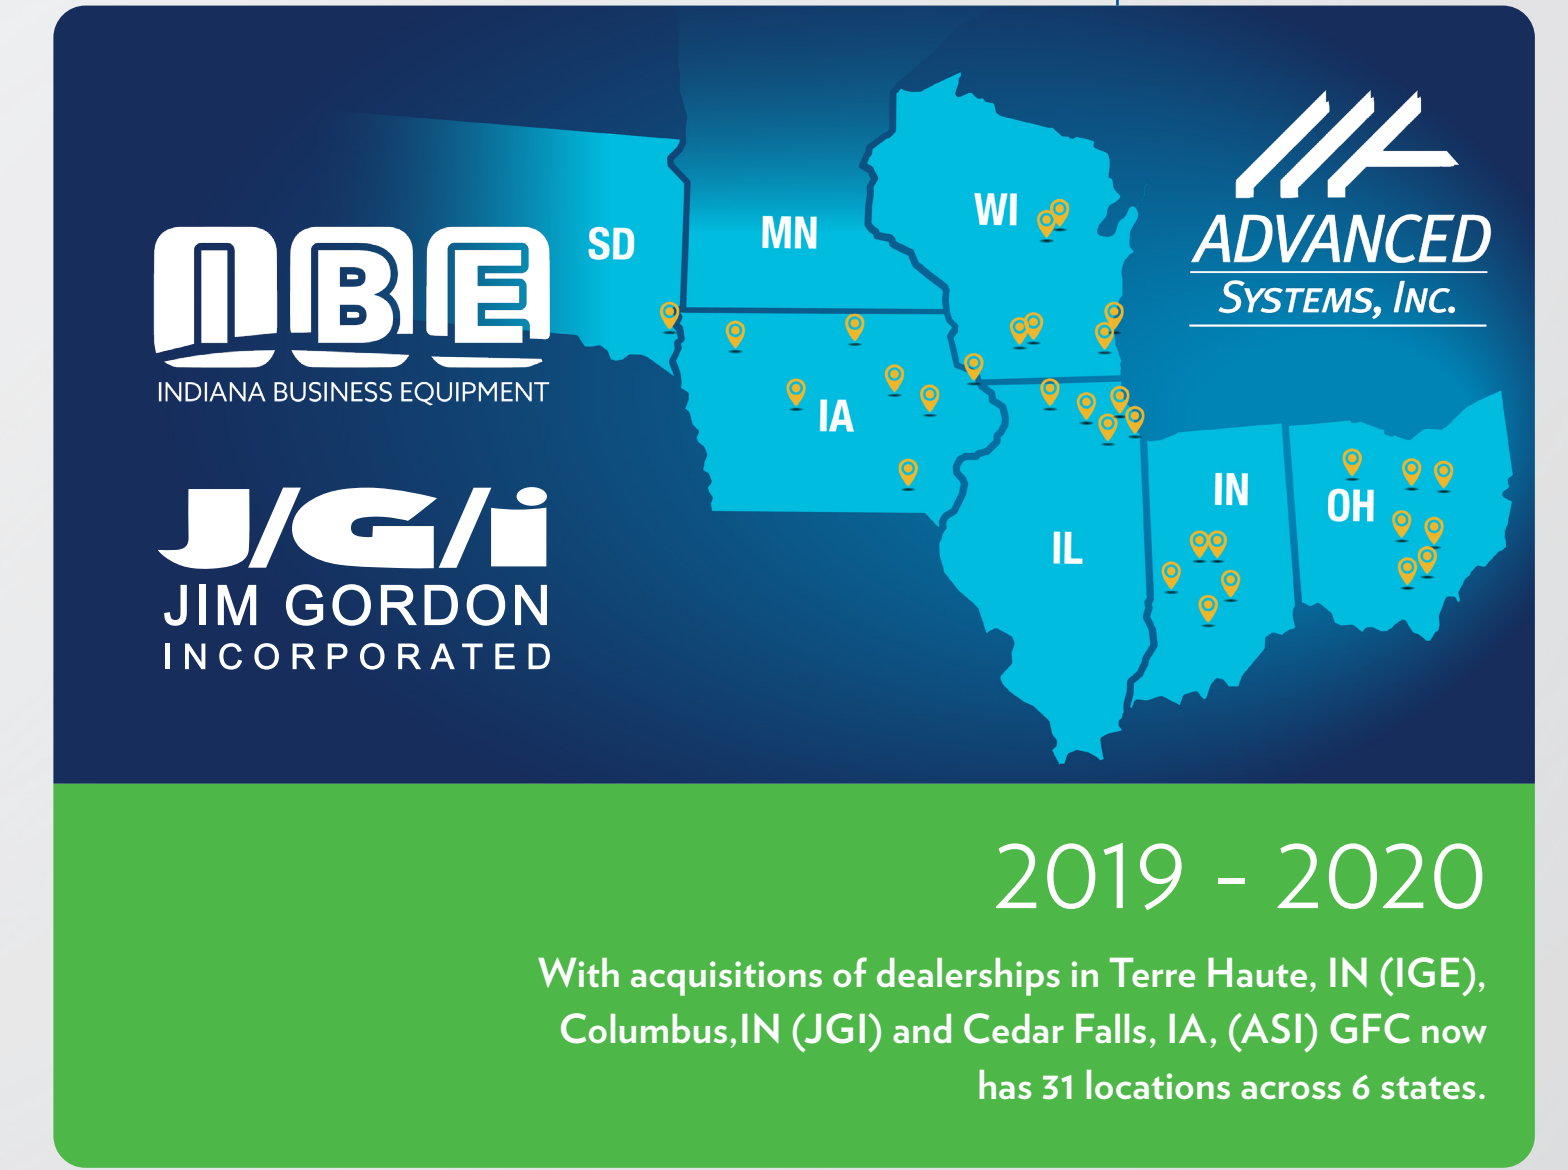 IBE
INDIANA BUSINESS EQUIPMENT
J/G/i
JIM GORDON
INCORPORATED
SD
MN
WI
IA
IL
IN
OH
ADVANCED
SYSTEMS, INC.
2019 - 2020
With acquisitions of dealerships in Terre Haute, IN (IGE),
Columbus,IN (JGI) and Cedar Falls, IA, (ASI) GFC now
has 31 locations across 6 states.